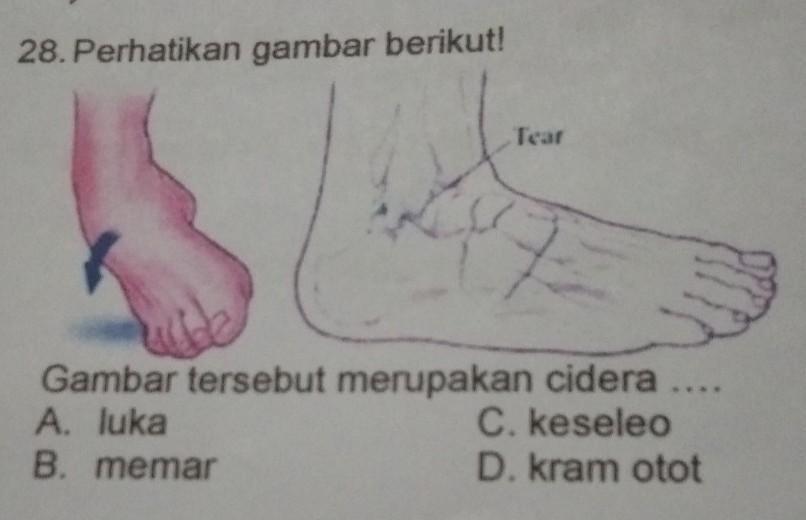 28. Perhatikan gambar berikut!
Tear
Gambar tersebut merupakan cidera ....
A. luka
C. keseleo
B. memar
D. kram otot